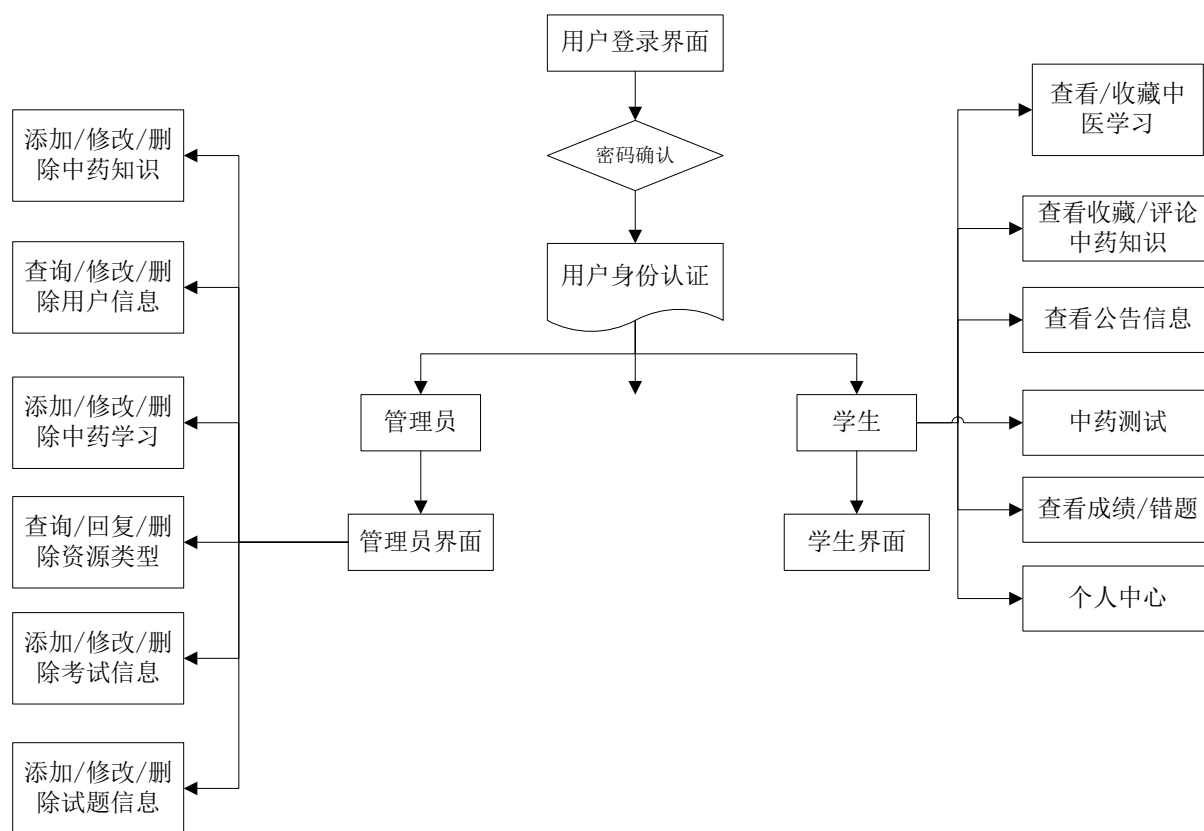 用户登录界面
密码确认
用户身份认证
管理员
管理员界面
学生
学生界面
添加/修改/删
除中药知识
查询/修改/删
除用户信息
添加/修改/删
除中药学习
查询/回复/删
除资源类型
添加/修改/删
除考试信息
添加/修改/删
除试题信息
查看/收藏中
医学习
查看收藏/评论
中药知识
查看公告信息
中药测试
查看成绩/错题
个人中心